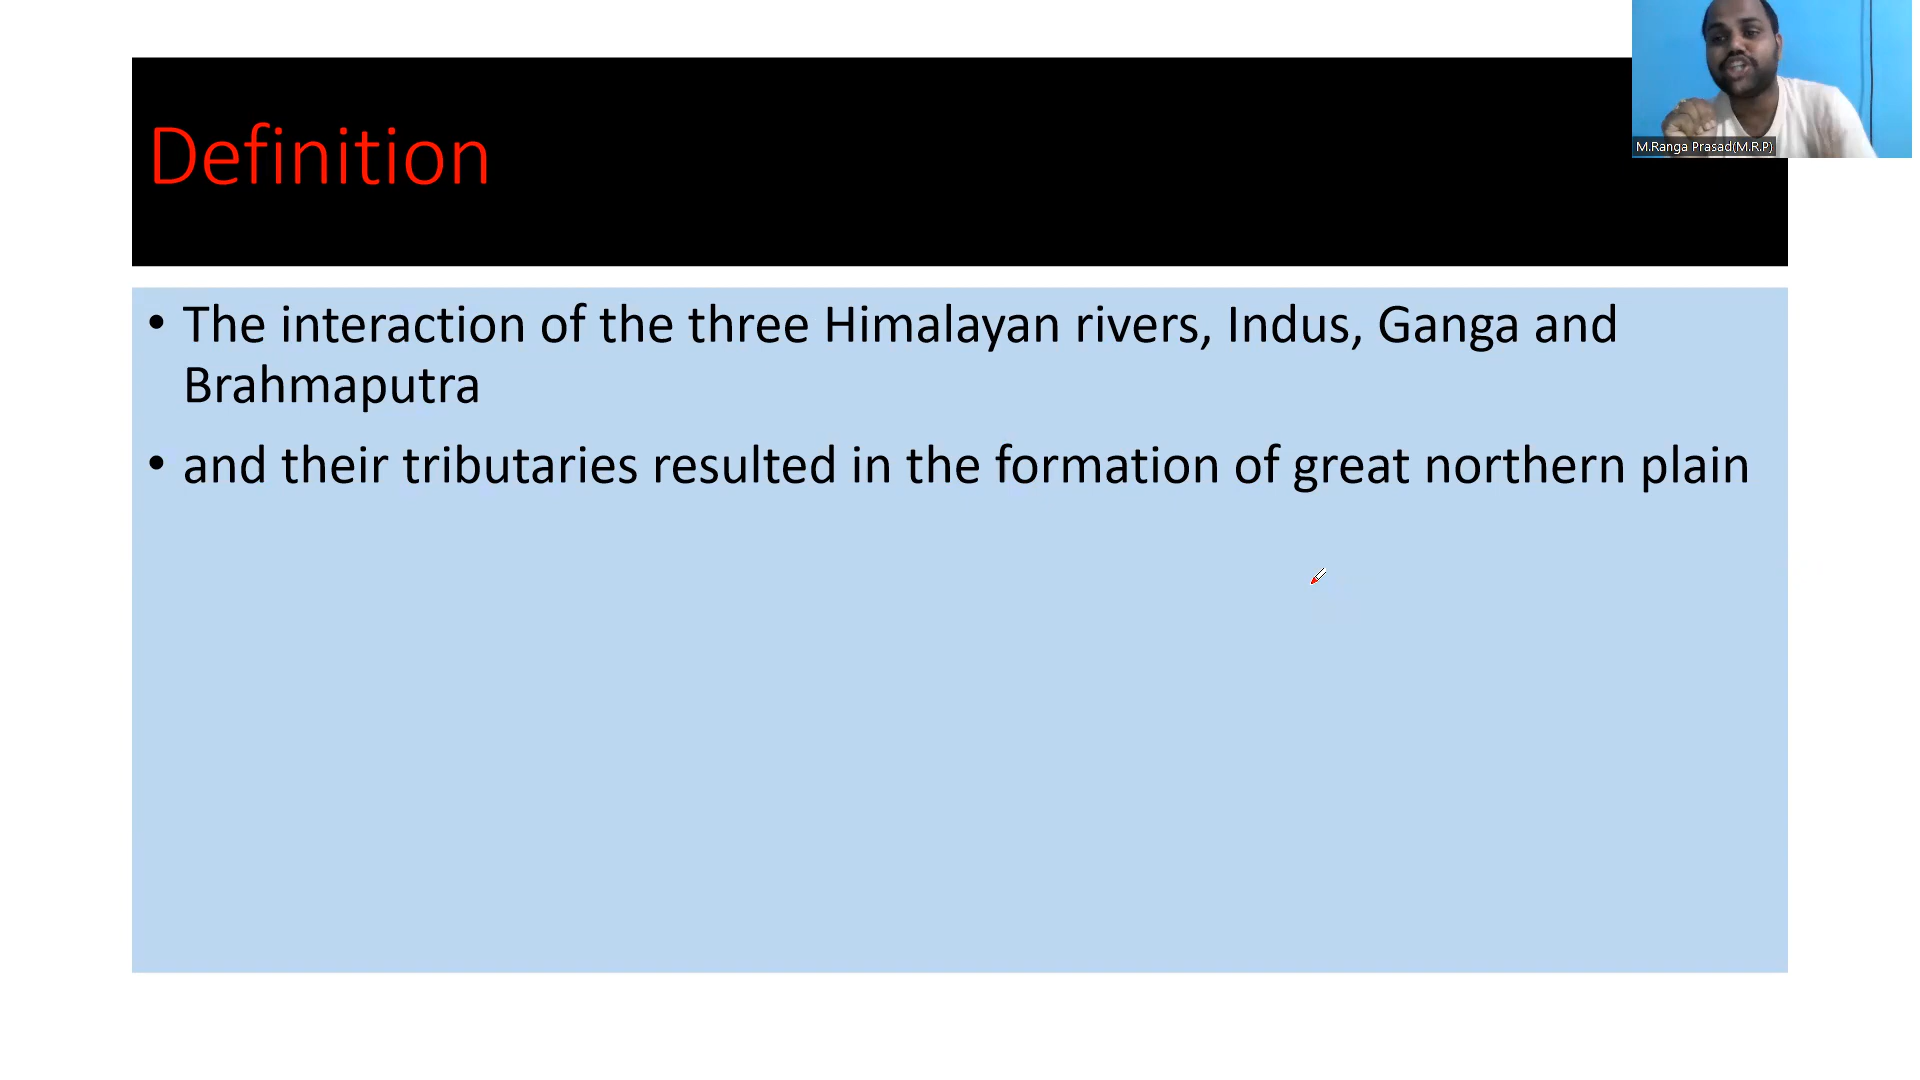 Definition
M.Ranga Prasad(M.R.P)
• The interaction of the three Himalayan rivers, Indus, Ganga and
Brahmaputra
• and their tributaries resulted in the formation of great northern plain